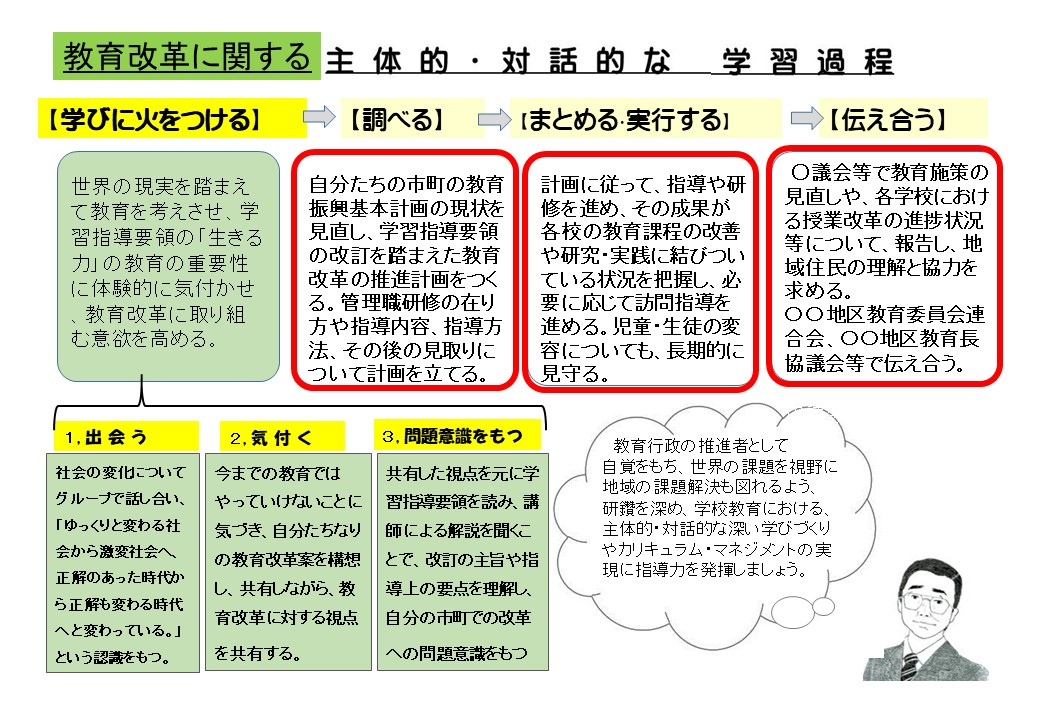 教育改革に関する 主体的・対話的な 学習過程
【学びに火をつける】
【調べる】
【まとめる・実行する】
【伝え合う】
世界の現実を踏まえ
て教育を考えさせ、学
習指導要領の「生きる
力」の教育の重要性
に体験的に気付かせ
、教育改革に取り組
む意欲を高める。
自分たちの市町の教育
振興基本計画の現状を
見直し、学習指導要領
の改訂を踏まえた教育
改革の推進計画をつく
る。管理職研修の在り
方や指導内容、指導方
法、その後の見取りに
ついて計画を立てる。
計画に従って、指導や研
修を進め、その成果が
各校の教育課程の改善
や研究・実践に結びつい
ている状況を把握し、必
要に応じて訪問指導を
進める。児童・生徒の変
容についても、長期的に
見守る。
〇議会等で教育施策の
見直しや、各学校におけ
る授業改革の進捗状況
等について、報告し、地
域住民の理解と協力を
求める。
〇〇地区教育委員会連
合会、〇〇地区教育長
協議会等で伝え合う。
１，出会う
社会の変化について
グループで話し合い、
「ゆっくりと変わる社
会から激変社会へ、
正解のあった時代か
ら正解も変わる時代
へと変わっている。」
という認識をもつ。
２，気付く
今までの教育では
やっていけないことに
気づき、自分たちなり
の教育改革案を構想
し、共有しながら、教
育改革に対する視点
を共有する。
３，問題意識をもつ
共有した視点を元に学
習指導要領を読み、講
師による解説を聞くこ
とで、改訂の主旨や指
導上の要点を理解し、
自分の市町での改革
への問題意識をもつ
教育行政の推進者として
自覚をもち、世界の課題を視野に
地域の課題解決も図れるよう、
研鑽を深め、学校教育における、
主体的・対話的な深い学びづくり
やカリキュラム・マネジメントの実
現に指導力を発揮しましょう。